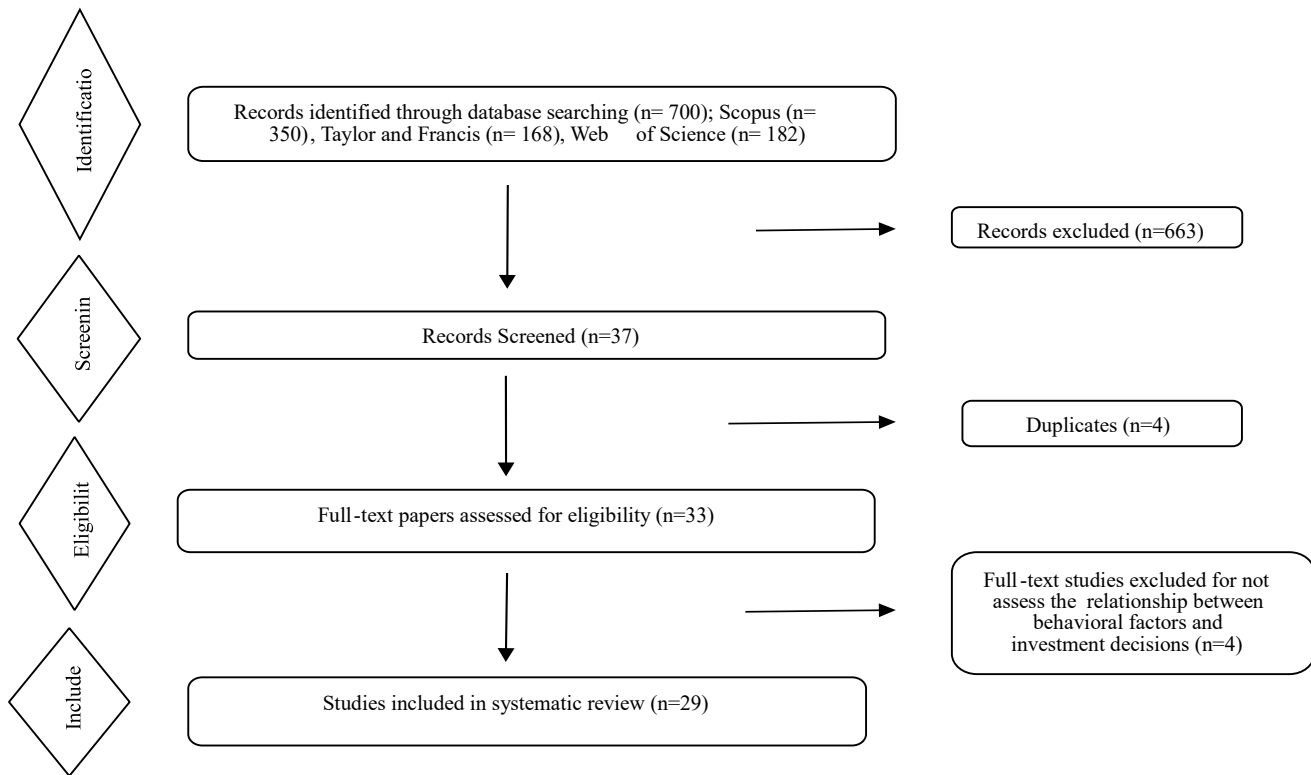 Identificatio
Records identified through database searching (n= 700); Scopus (n=
350), Taylor and Francis (n= 168), Web of Science (n= 182)
Records excluded (n=663)
Screenin
Records Screened (n=37)
Duplicates (n=4)
Eligibilit
Full-text papers assessed for eligibility (n=33)
Full-text studies excluded for not
assess the relationship between
behavioral factors and
investment decisions (n=4)
Include
Studies included in systematic review (n=29)